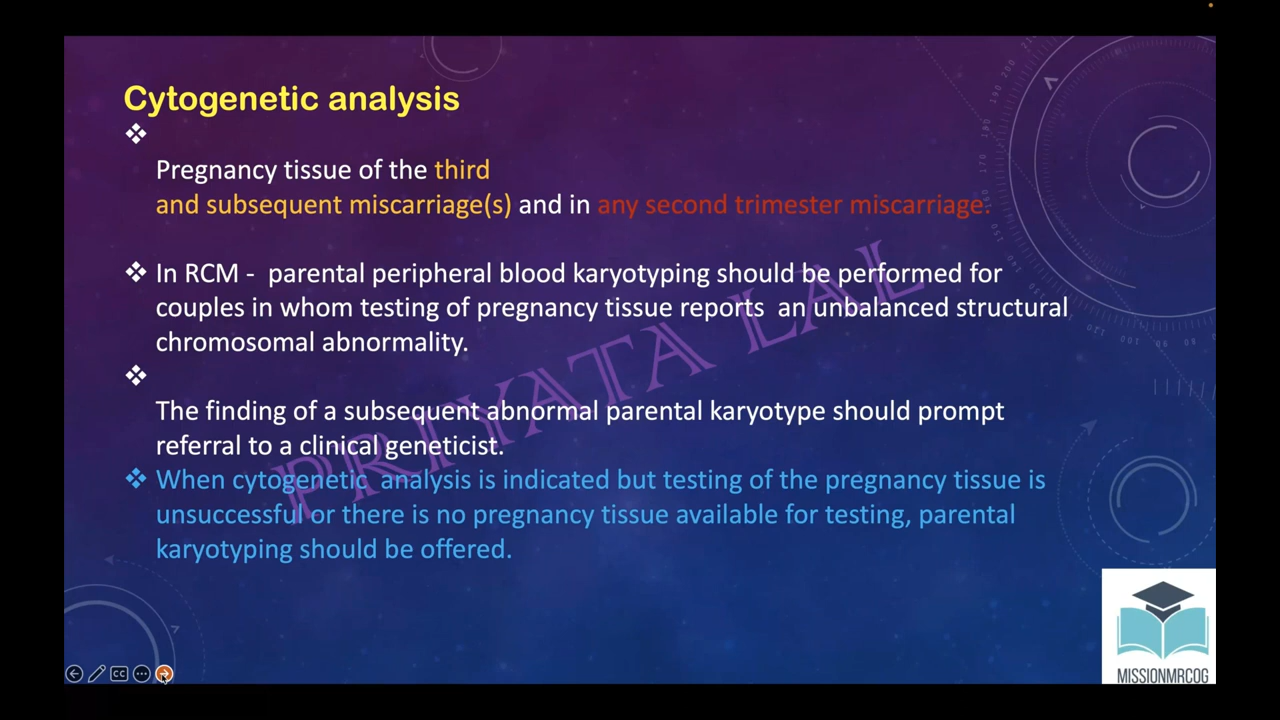 Cytogenetic analysis
❖
Pregnancy tissue of the third
and subsequent miscarriage(s) and in any second trimester miscarriage.
❖ In RCM - parental peripheral blood karyotyping should be performed for
couples in whom testing of pregnancy tissue reports an unbalanced structural
chromosomal abnormality.
❖
The finding of a subsequent abnormal parental karyotype should prompt
referral to a clinical geneticist.
❖ When cytogenetic analysis is indicated but testing of the pregnancy tissue is
unsuccessful or there is no pregnancy tissue available for testing, parental
karyotyping should be offered.
PRIYATA LAL
CC
MISSIONMRCOG